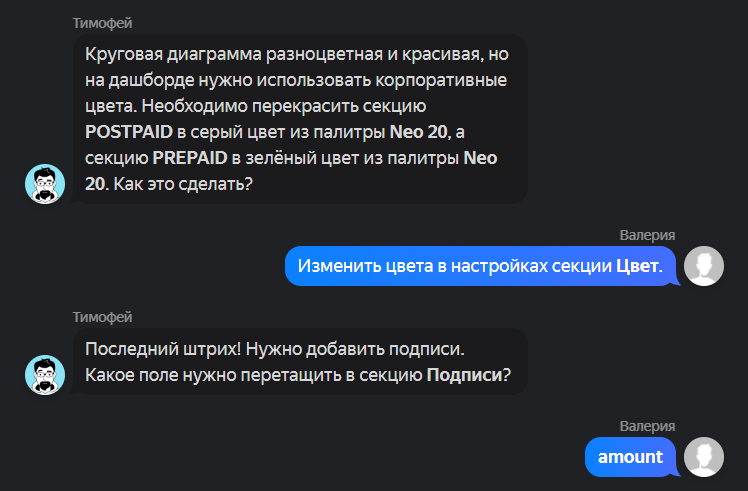 Тимофей
Круговая диаграмма разноцветная и красивая, но
на дашборде нужно использовать корпоративные
цвета. Необходимо перекрасить секцию
POSTPAID в серый цвет из палитры Neo 20, а
секцию PREPAID в зелёный цвет из палитры Neo
20. Как это сделать?
Валерия
Изменить цвета в настройках секции Цвет.
Тимофей
Последний штрих! Нужно добавить подписи.
Какое поле нужно перетащить в секцию Подписи?
Валерия
amount